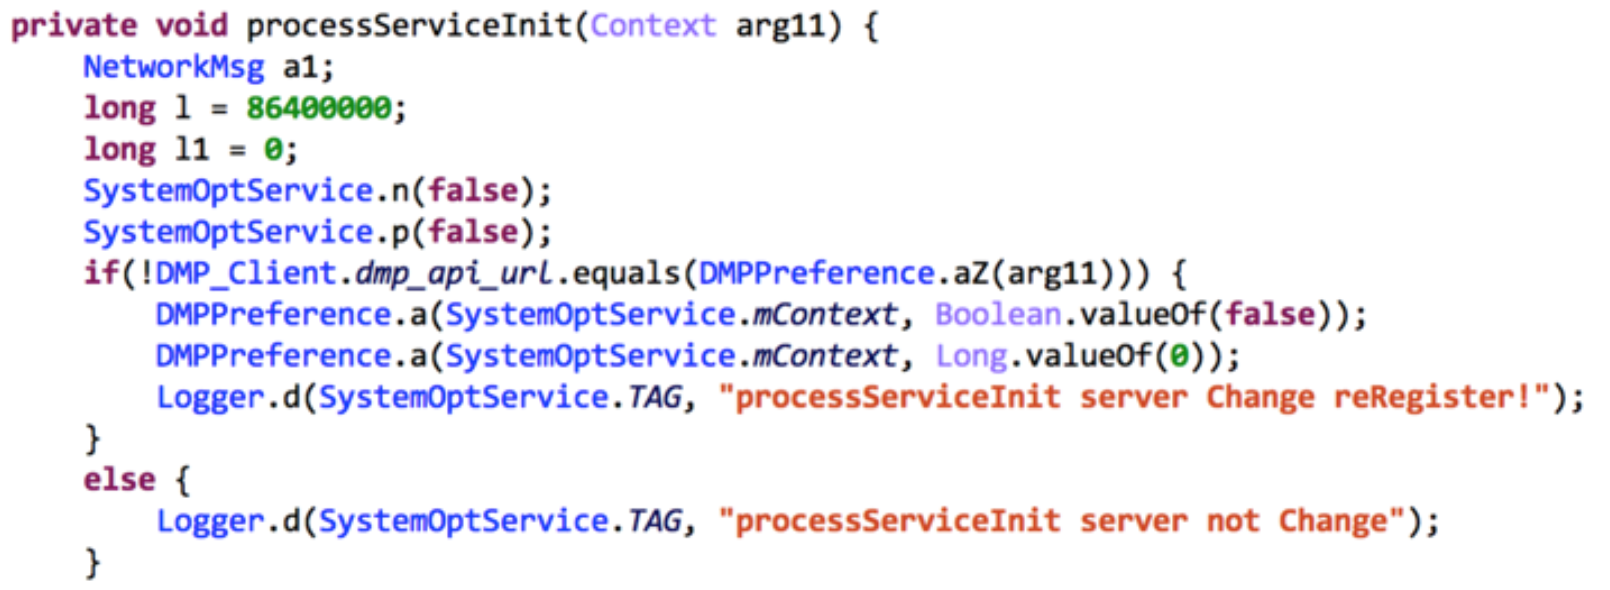 private void processServiceInit(Context arg11) {
    NetworkMsg a1;
    long l = 86400000;
    long l1 = 0;
    SystemOptService.n(false);
    SystemOptService.p(false);
    if(!DMP_Client.dmp_api_url.equals(DMPPreference.aZ(arg11))) {
        DMPPreference.a(SystemOptService.mContext, Boolean.valueOf(false));
        DMPPreference.a(SystemOptService.mContext, Long.valueOf(0));
        Logger.d(SystemOptService.TAG, "processServiceInit server Change reRegister!");
    }
    else {
        Logger.d(SystemOptService.TAG, "processServiceInit server not Change");
    }